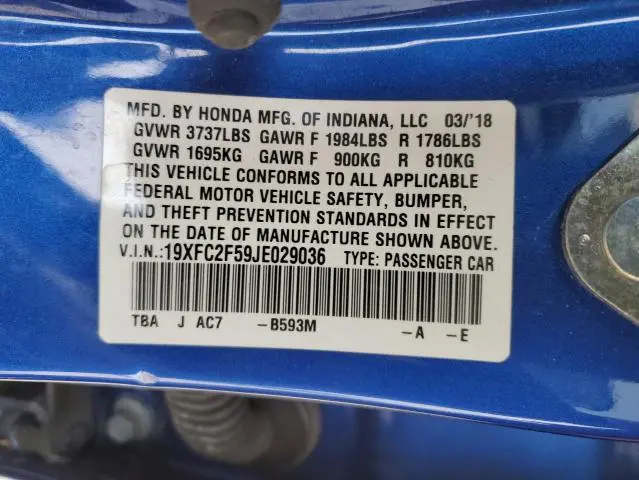 MFD. BY HONDA MFG. OF INDIANA, LLC 03/'18
GVWR 3737LBS GAWR F 1984LBS R 1786LBS
GVWR 1695KG GAWR F 900KG R 810KG
THIS VEHICLE CONFORMS TO ALL APPLICABLE
FEDERAL MOTOR VEHICLE SAFETY, BUMPER,
AND THEFT PREVENTION STANDARDS IN EFFECT
ON THE DATE OF MANUFACTURE SHOWN ABOVE.
V.I.N.:19XFC2F59JE029036 TYPE: PASSENGER CAR
TBA J AC7 -B593M -A -E